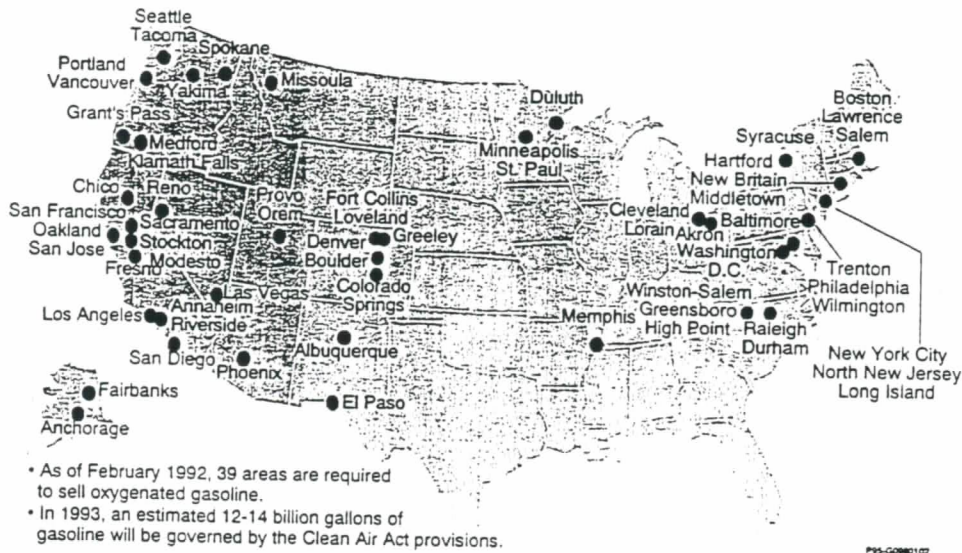 Seattle
Tacoma
Spokane
Portland
Vancouver
Yakima
Missoula
Grant's Pass
Medford
Klamath Falls
Chico
Reno
San Francisco
Sacramento
Oakland
Stockton
San Jose
Modesto
Fresno
Provo
Orem
Fort Collins
Loveland
Denver
Greeley
Boulder
Colorado
Springs
Las Vegas
Los Angeles
Annaheim
Riverside
San Diego
Phoenix
Albuquerque
El Paso
Fairbanks
Anchorage
Duluth
Minneapolis
St. Paul
Memphis
Cleveland
Lorain
Akron
Syracuse
Boston
Lawrence
Salem
Hartford
New Britain
Middletown
Baltimore
Washington
D.C.
Winston-Salem
Greensboro
High Point
Raleigh
Durham
Trenton
Philadelphia
Wilmington
New York City
North New Jersey
Long Island
• As of February 1992, 39 areas are required
to sell oxygenated gasoline.
• In 1993, an estimated 12-14 billion gallons of
gasoline will be governed by the Clean Air Act provisions.